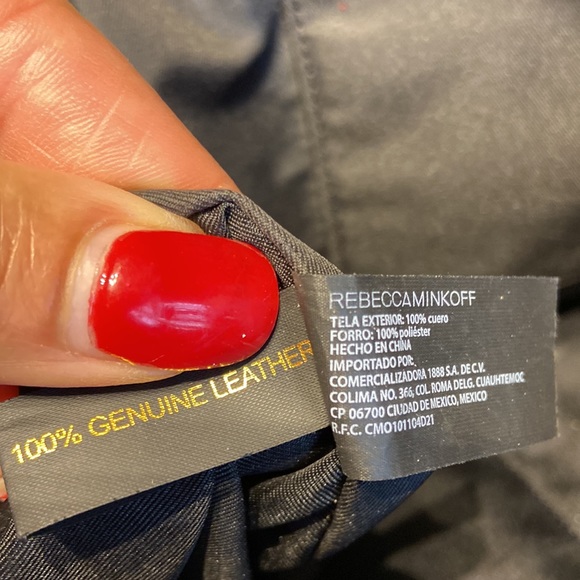 100% GENUINE LEATHER
REBECCAMINKOFF
TELA EXTERIOR: 100% cuero
FORRO: 100% poliéster
HECHO EN CHINA
IMPORTADO POR:
COMERCIALIZADORA 1888 S.A. DE C.V.
COLIMA NO. 366, COL. ROMA DELG. CUAUHTEMOC
CP 06700 CIUDAD DE MEXICO, MEXICO
R.F.C. CMO101104D21